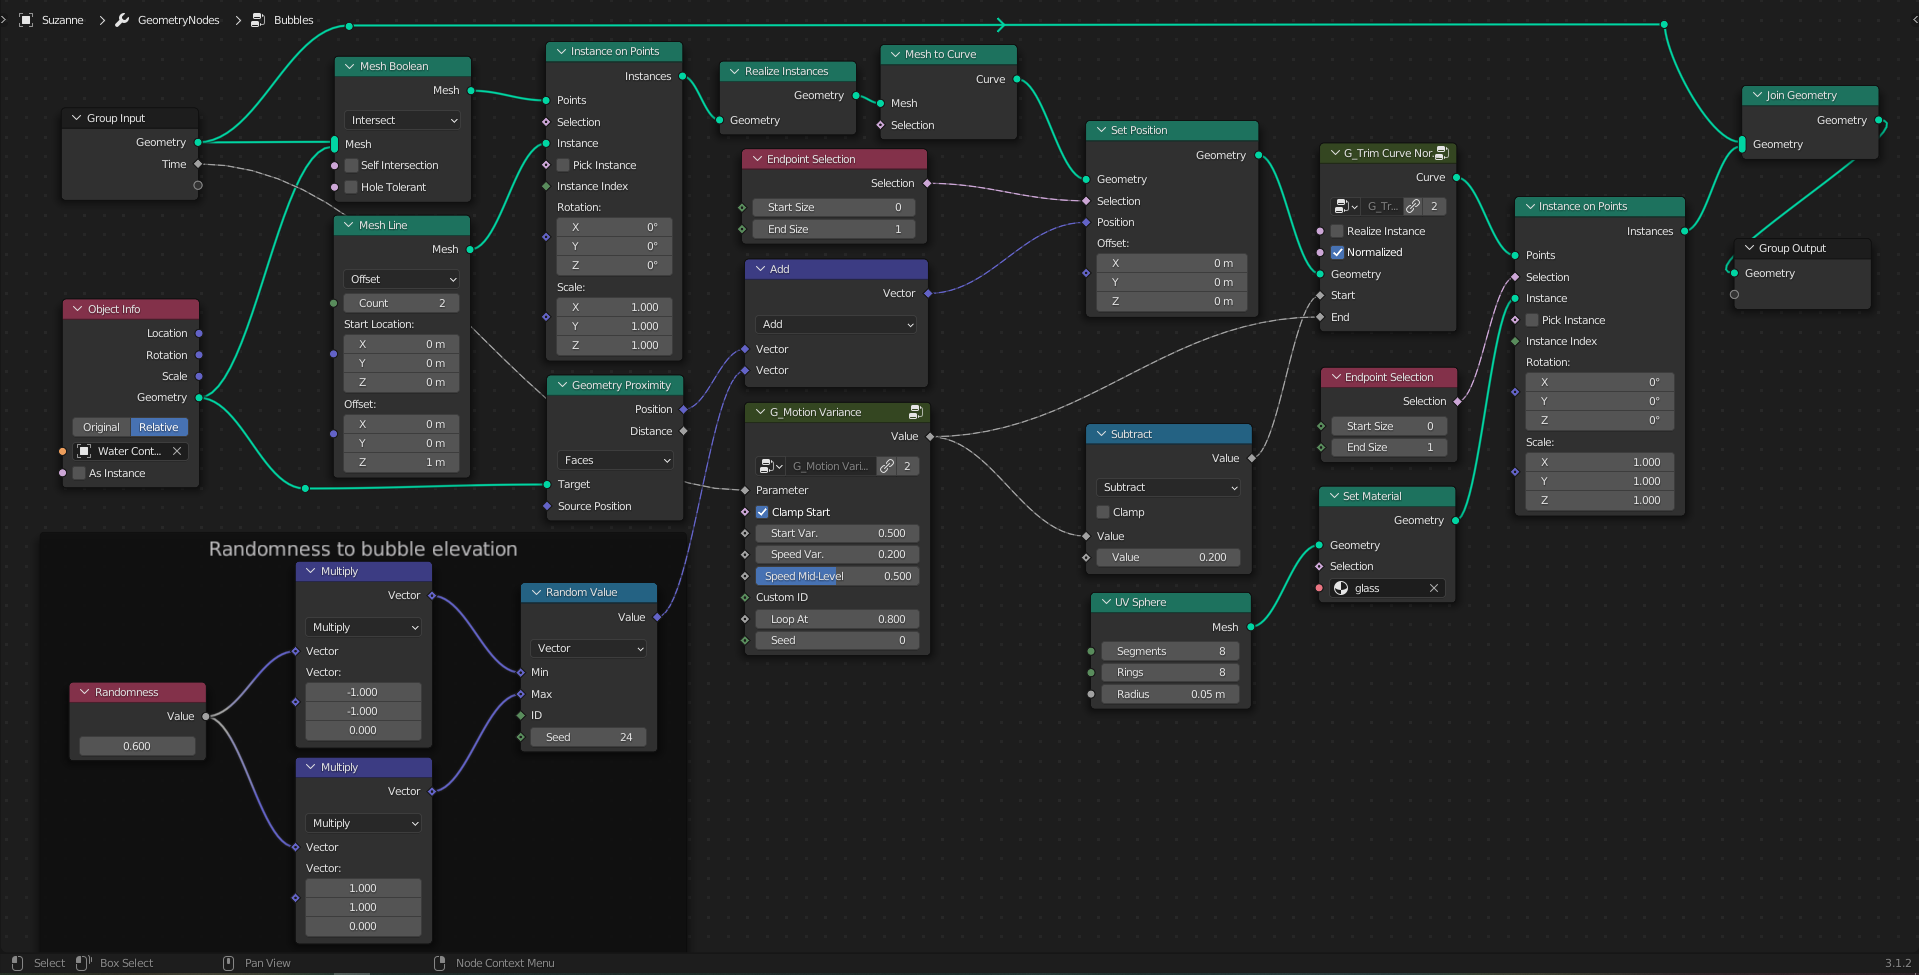 Suzanne > GeometryNodes > Bubbles
Group Input
Geometry
Time
Object Info
Location
Rotation
Scale
Geometry
Original Relative
Water Cont...
As Instance
Mesh Boolean
Mesh
Intersect
Mesh
Self Intersection
Hole Tolerant
Mesh Line
Mesh
Offset
Count 2
Start Location:
X 0 m
Y 0 m
Z 0 m
Offset:
X 0 m
Y 0 m
Z 1 m
Instance on Points
Instances
Points
Selection
Instance
Pick Instance
Instance Index
Rotation:
X 0°
Y 0°
Z 0°
Scale:
X 1.000
Y 1.000
Z 1.000
Geometry Proximity
Position
Distance
Faces
Target
Source Position
Realize Instances
Geometry
Geometry
Mesh to Curve
Curve
Mesh
Selection
Endpoint Selection
Selection
Start Size 0
End Size 1
Add
Vector
Add
Vector
Vector
G_Motion Variance
Value
G_Motion Vari... 2
Parameter
Clamp Start
Start Var. 0.500
Speed Var. 0.200
Speed Mid-Level 0.500
Custom ID
Loop At 0.800
Seed 0
Set Position
Geometry
Geometry
Selection
Position
Offset:
X 0 m
Y 0 m
Z 0 m
Subtract
Value
Subtract
Clamp
Value
Value 0.200
UV Sphere
Mesh
Segments 8
Rings 8
Radius 0.05 m
G_Trim Curve Nor...
Curve
G_Tr... 2
Realize Instance
Normalized
Geometry
Start
End
Endpoint Selection
Selection
Start Size 0
End Size 1
Set Material
Geometry
Geometry
Selection
glass
Instance on Points
Instances
Points
Selection
Instance
Pick Instance
Instance Index
Rotation:
X 0°
Y 0°
Z 0°
Scale:
X 1.000
Y 1.000
Z 1.000
Join Geometry
Geometry
Geometry
Group Output
Geometry
Randomness to bubble elevation
Randomness
Value
0.600
Multiply
Vector
Multiply
Vector
Vector:
-1.000
-1.000
0.000
Multiply
Vector
Multiply
Vector
Vector:
1.000
1.000
0.000
Random Value
Value
Vector
Min
Max
ID
Seed 24
Select Box Select Pan View Node Context Menu 3.1.2